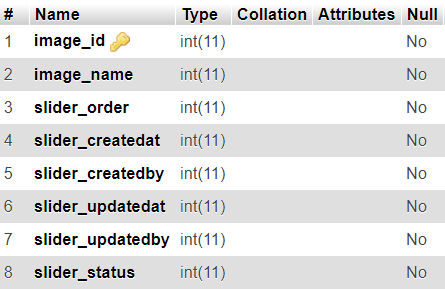 # Name Type Collation Attributes Null
1 image_id int(11) No
2 image_name int(11) No
3 slider_order int(11) No
4 slider_createdat int(11) No
5 slider_createdby int(11) No
6 slider_updatedat int(11) No
7 slider_updatedby int(11) No
8 slider_status int(11) No